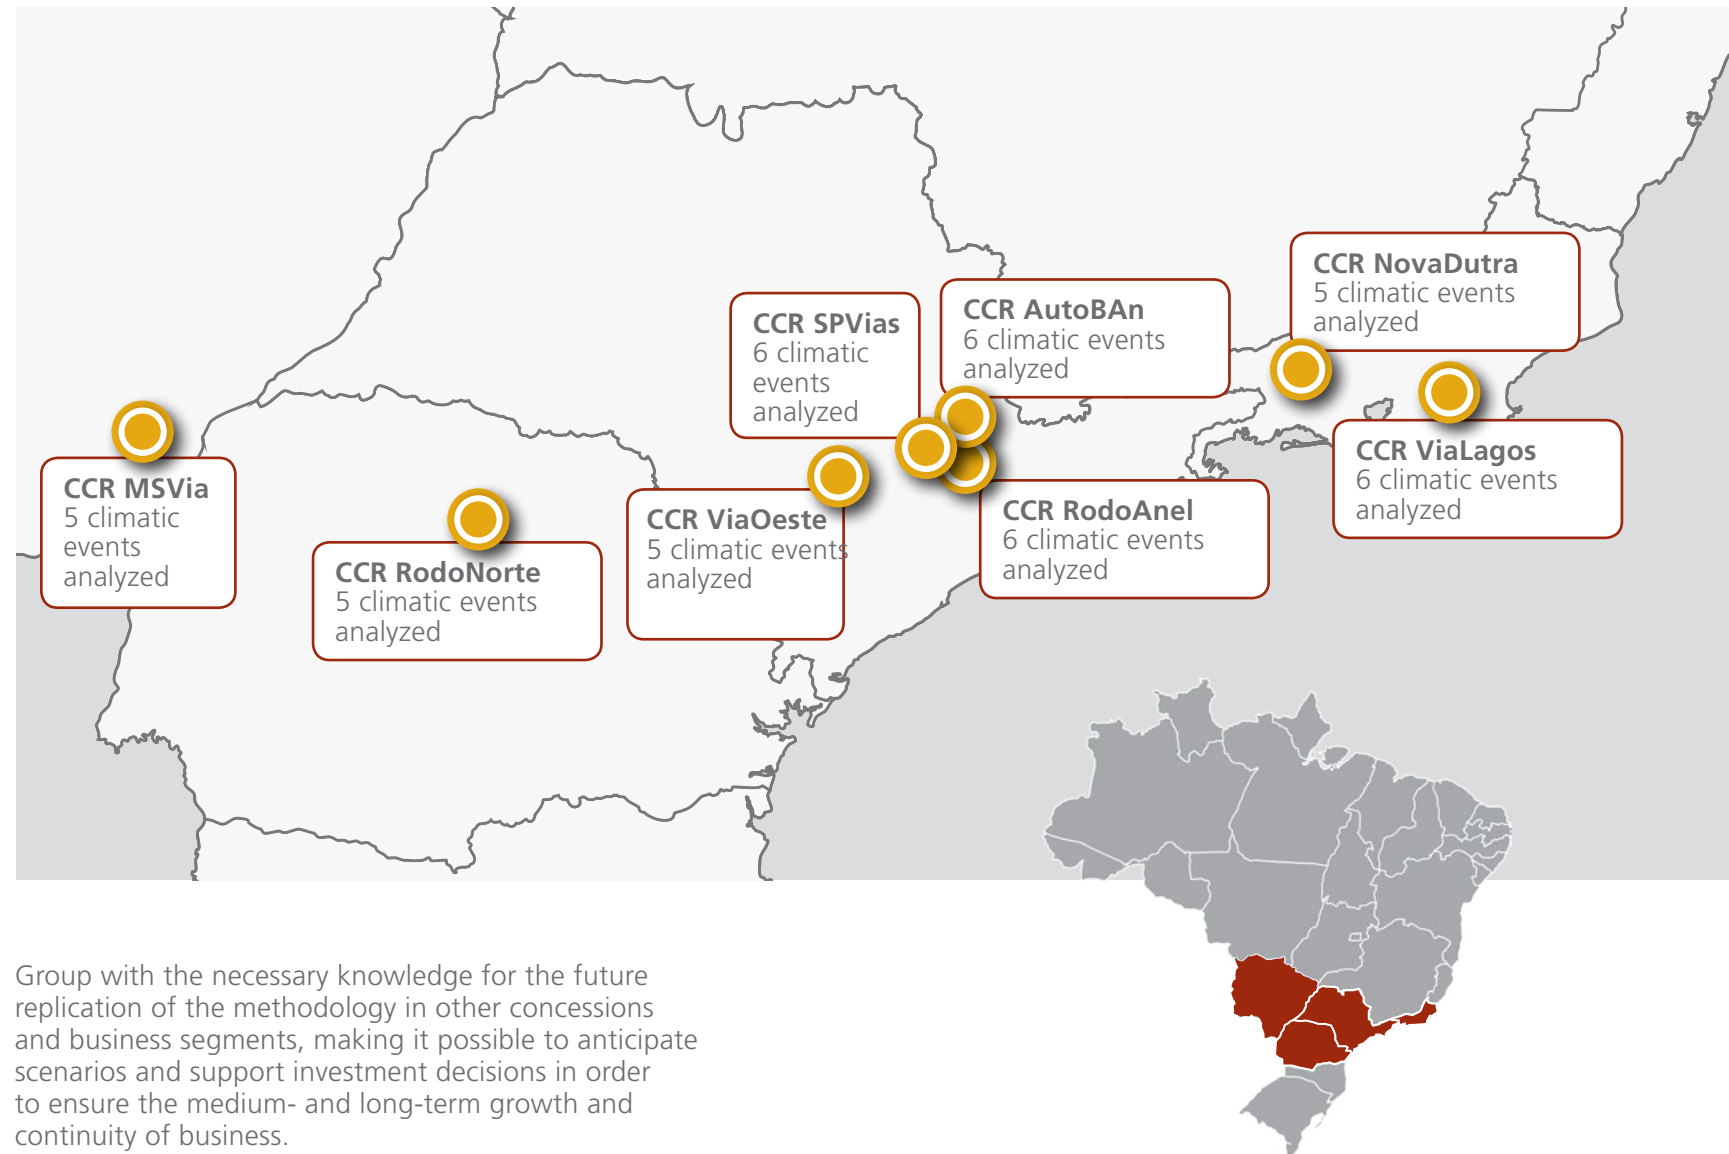 CCR NovaDutra
5 climatic events
analyzed
CCR AutoBAn
6 climatic events
analyzed
CCR SPVias
6 climatic
events
analyzed
CCR ViaLagos
6 climatic events
analyzed
CCR MSVia
5 climatic
events
analyzed
CCR RodoAnel
6 climatic events
analyzed
CCR ViaOeste
5 climatic events
analyzed
CCR RodoNorte
5 climatic events
analyzed
Group with the necessary knowledge for the future
replication of the methodology in other concessions
and business segments, making it possible to anticipate
scenarios and support investment decisions in order
to ensure the medium- and long-term growth and
continuity of business.